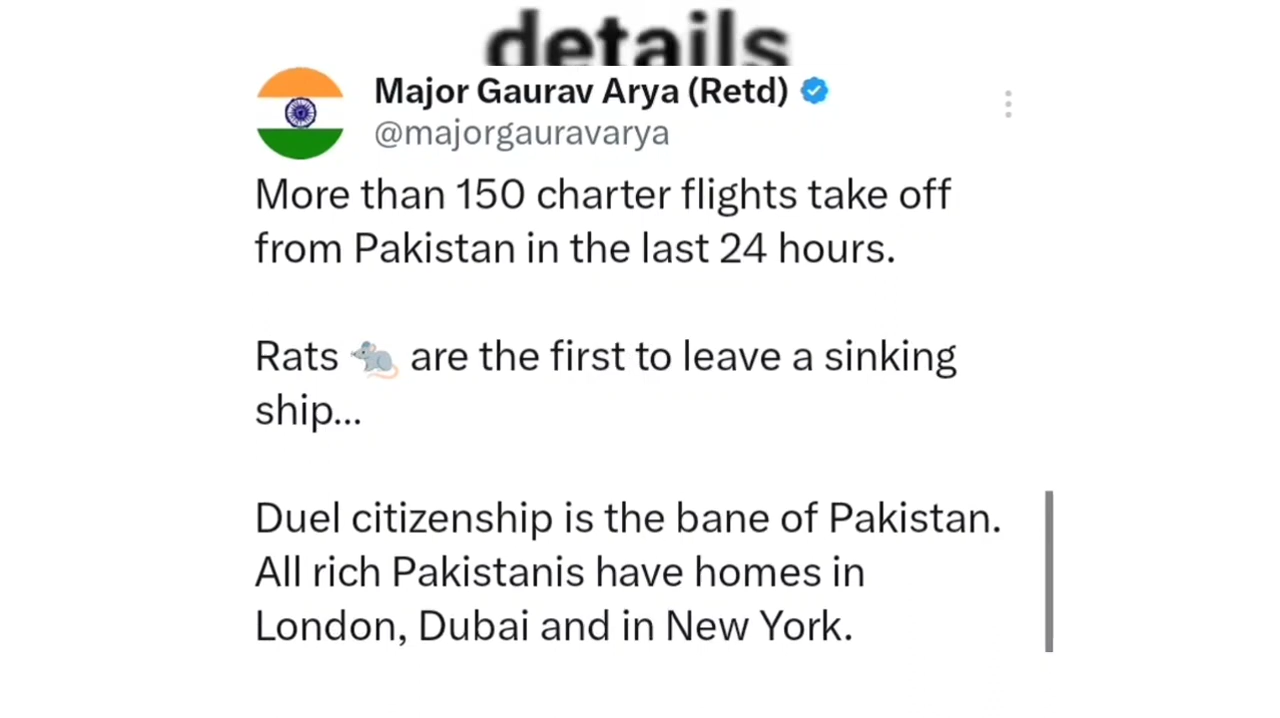 details
Major Gaurav Arya (Retd)
@majorgauravarya
More than 150 charter flights take off
from Pakistan in the last 24 hours.
Rats 🐀 are the first to leave a sinking
ship...
Duel citizenship is the bane of Pakistan.
All rich Pakistanis have homes in
London, Dubai and in New York.